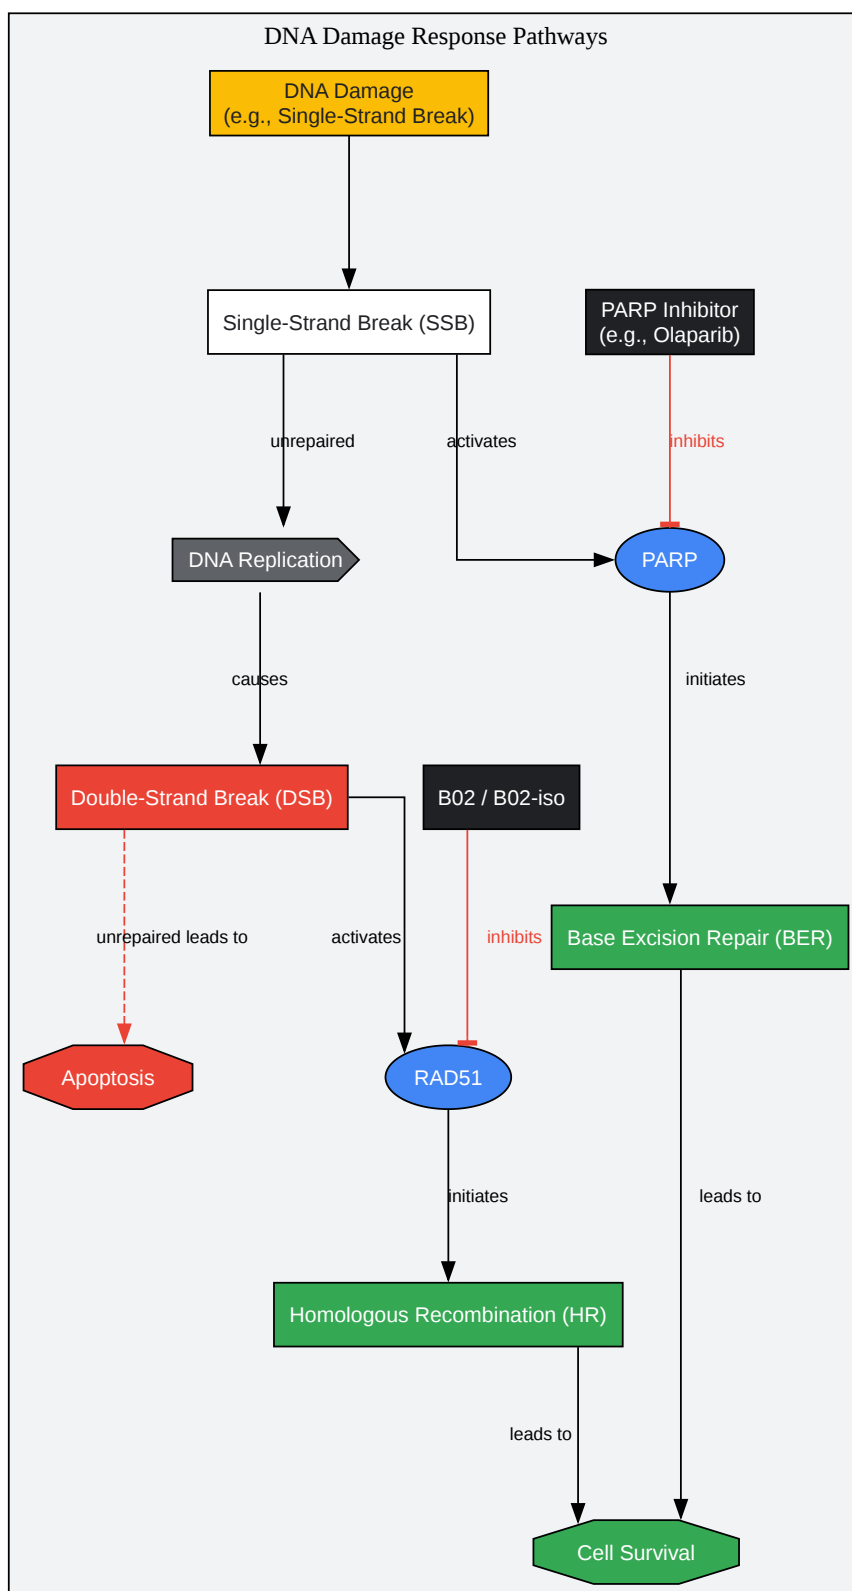 DNA Damage Response Pathways
DNA Damage
(e.g., Single-Strand Break)
Single-Strand Break (SSB)
PARP Inhibitor
(e.g., Olaparib)
unrepaired
activates
inhibits
DNA Replication
PARP
causes
initiates
Double-Strand Break (DSB)
B02 / B02-iso
unrepaired leads to
activates
inhibits
Base Excision Repair (BER)
Apoptosis
RAD51
initiates
leads to
Homologous Recombination (HR)
leads to
Cell Survival